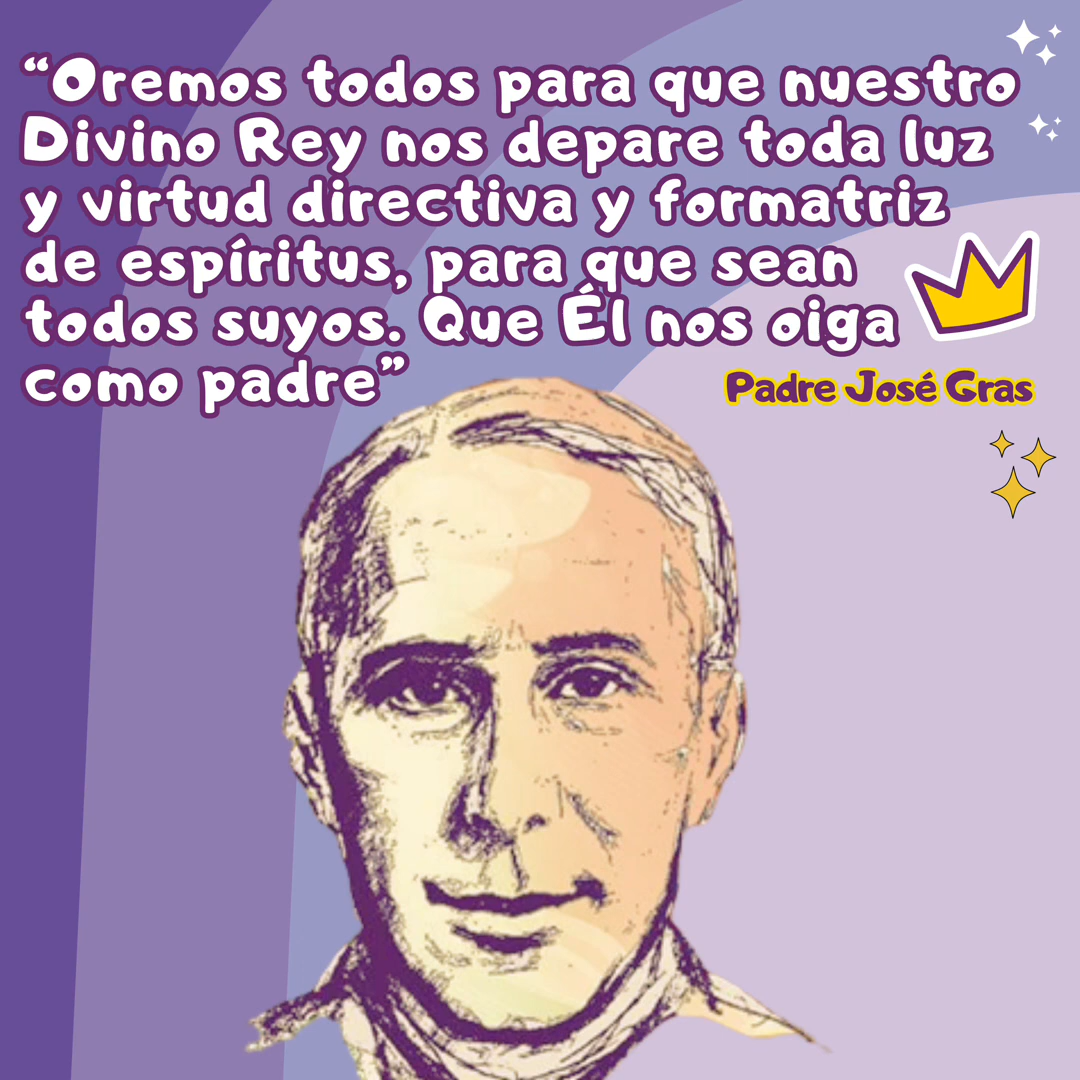 “Oremos todos para que nuestro
Divino Rey nos depare toda luz
y virtud directiva y formatriz
de espíritus, para que sean
todos suyos. Que Él nos oiga
como padre”
Padre José Gras